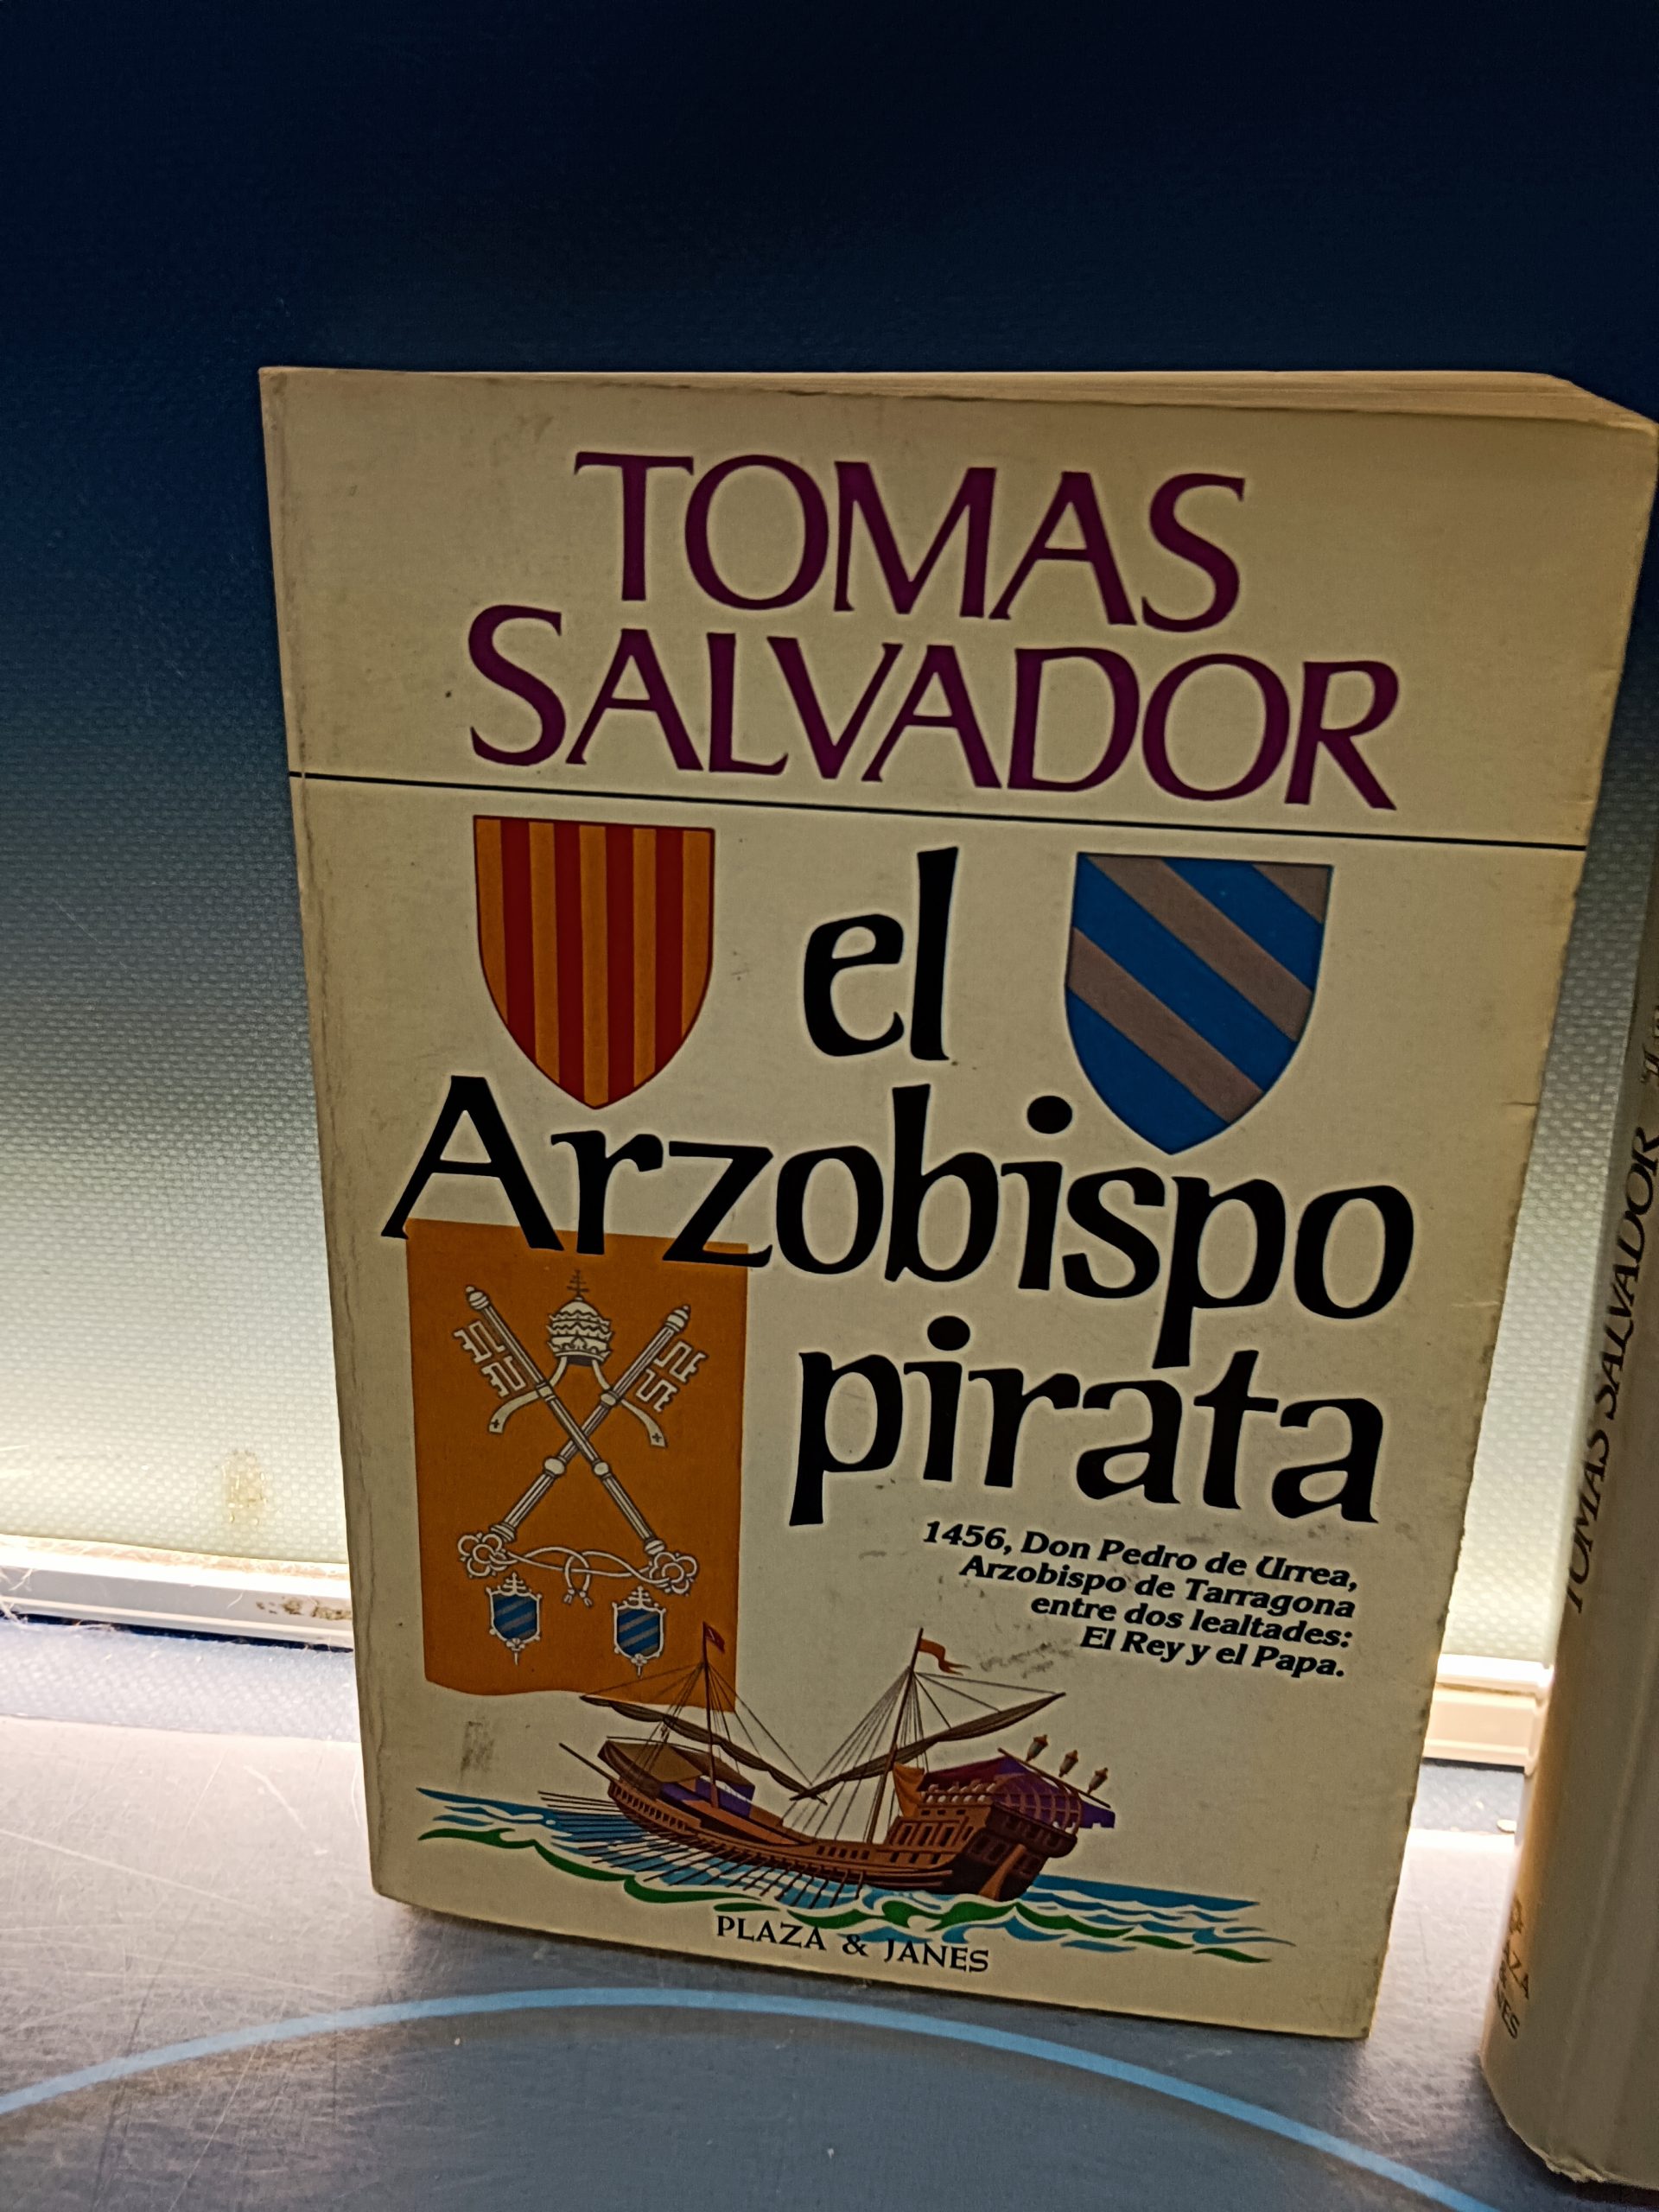 TOMAS
SALVADOR
el
Arzobispo
pirata
1456, Don Pedro de Urrea,
Arzobispo de Tarragona
entre dos lealtades:
El Rey y el Papa.
PLAZA & JANES
TOMAS SALVADOR